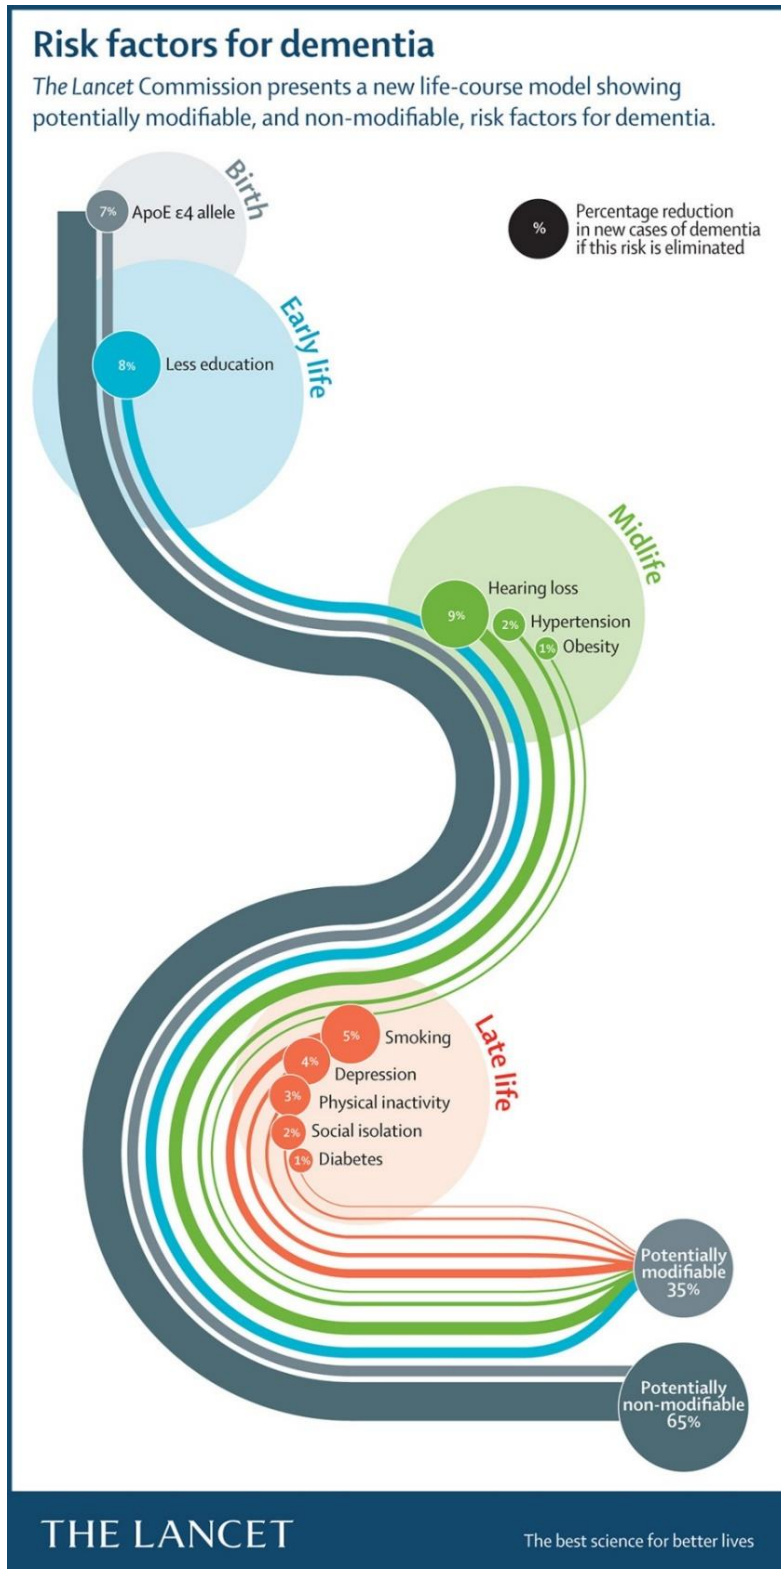 Risk factors for dementia
The Lancet Commission presents a new life-course model showing
potentially modifiable, and non-modifiable, risk factors for dementia.
Birth
7%
ApoE ε4 allele
%
Percentage reduction
in new cases of dementia
if this risk is eliminated
Early life
8%
Less education
Midlife
Hearing loss
9%
2%
Hypertension
1%
Obesity
Late life
5%
Smoking
4%
Depression
3%
Physical inactivity
2%
Social isolation
1%
Diabetes
Potentially
modifiable
35%
Potentially
non-modifiable
65%
THE LANCET
The best science for better lives